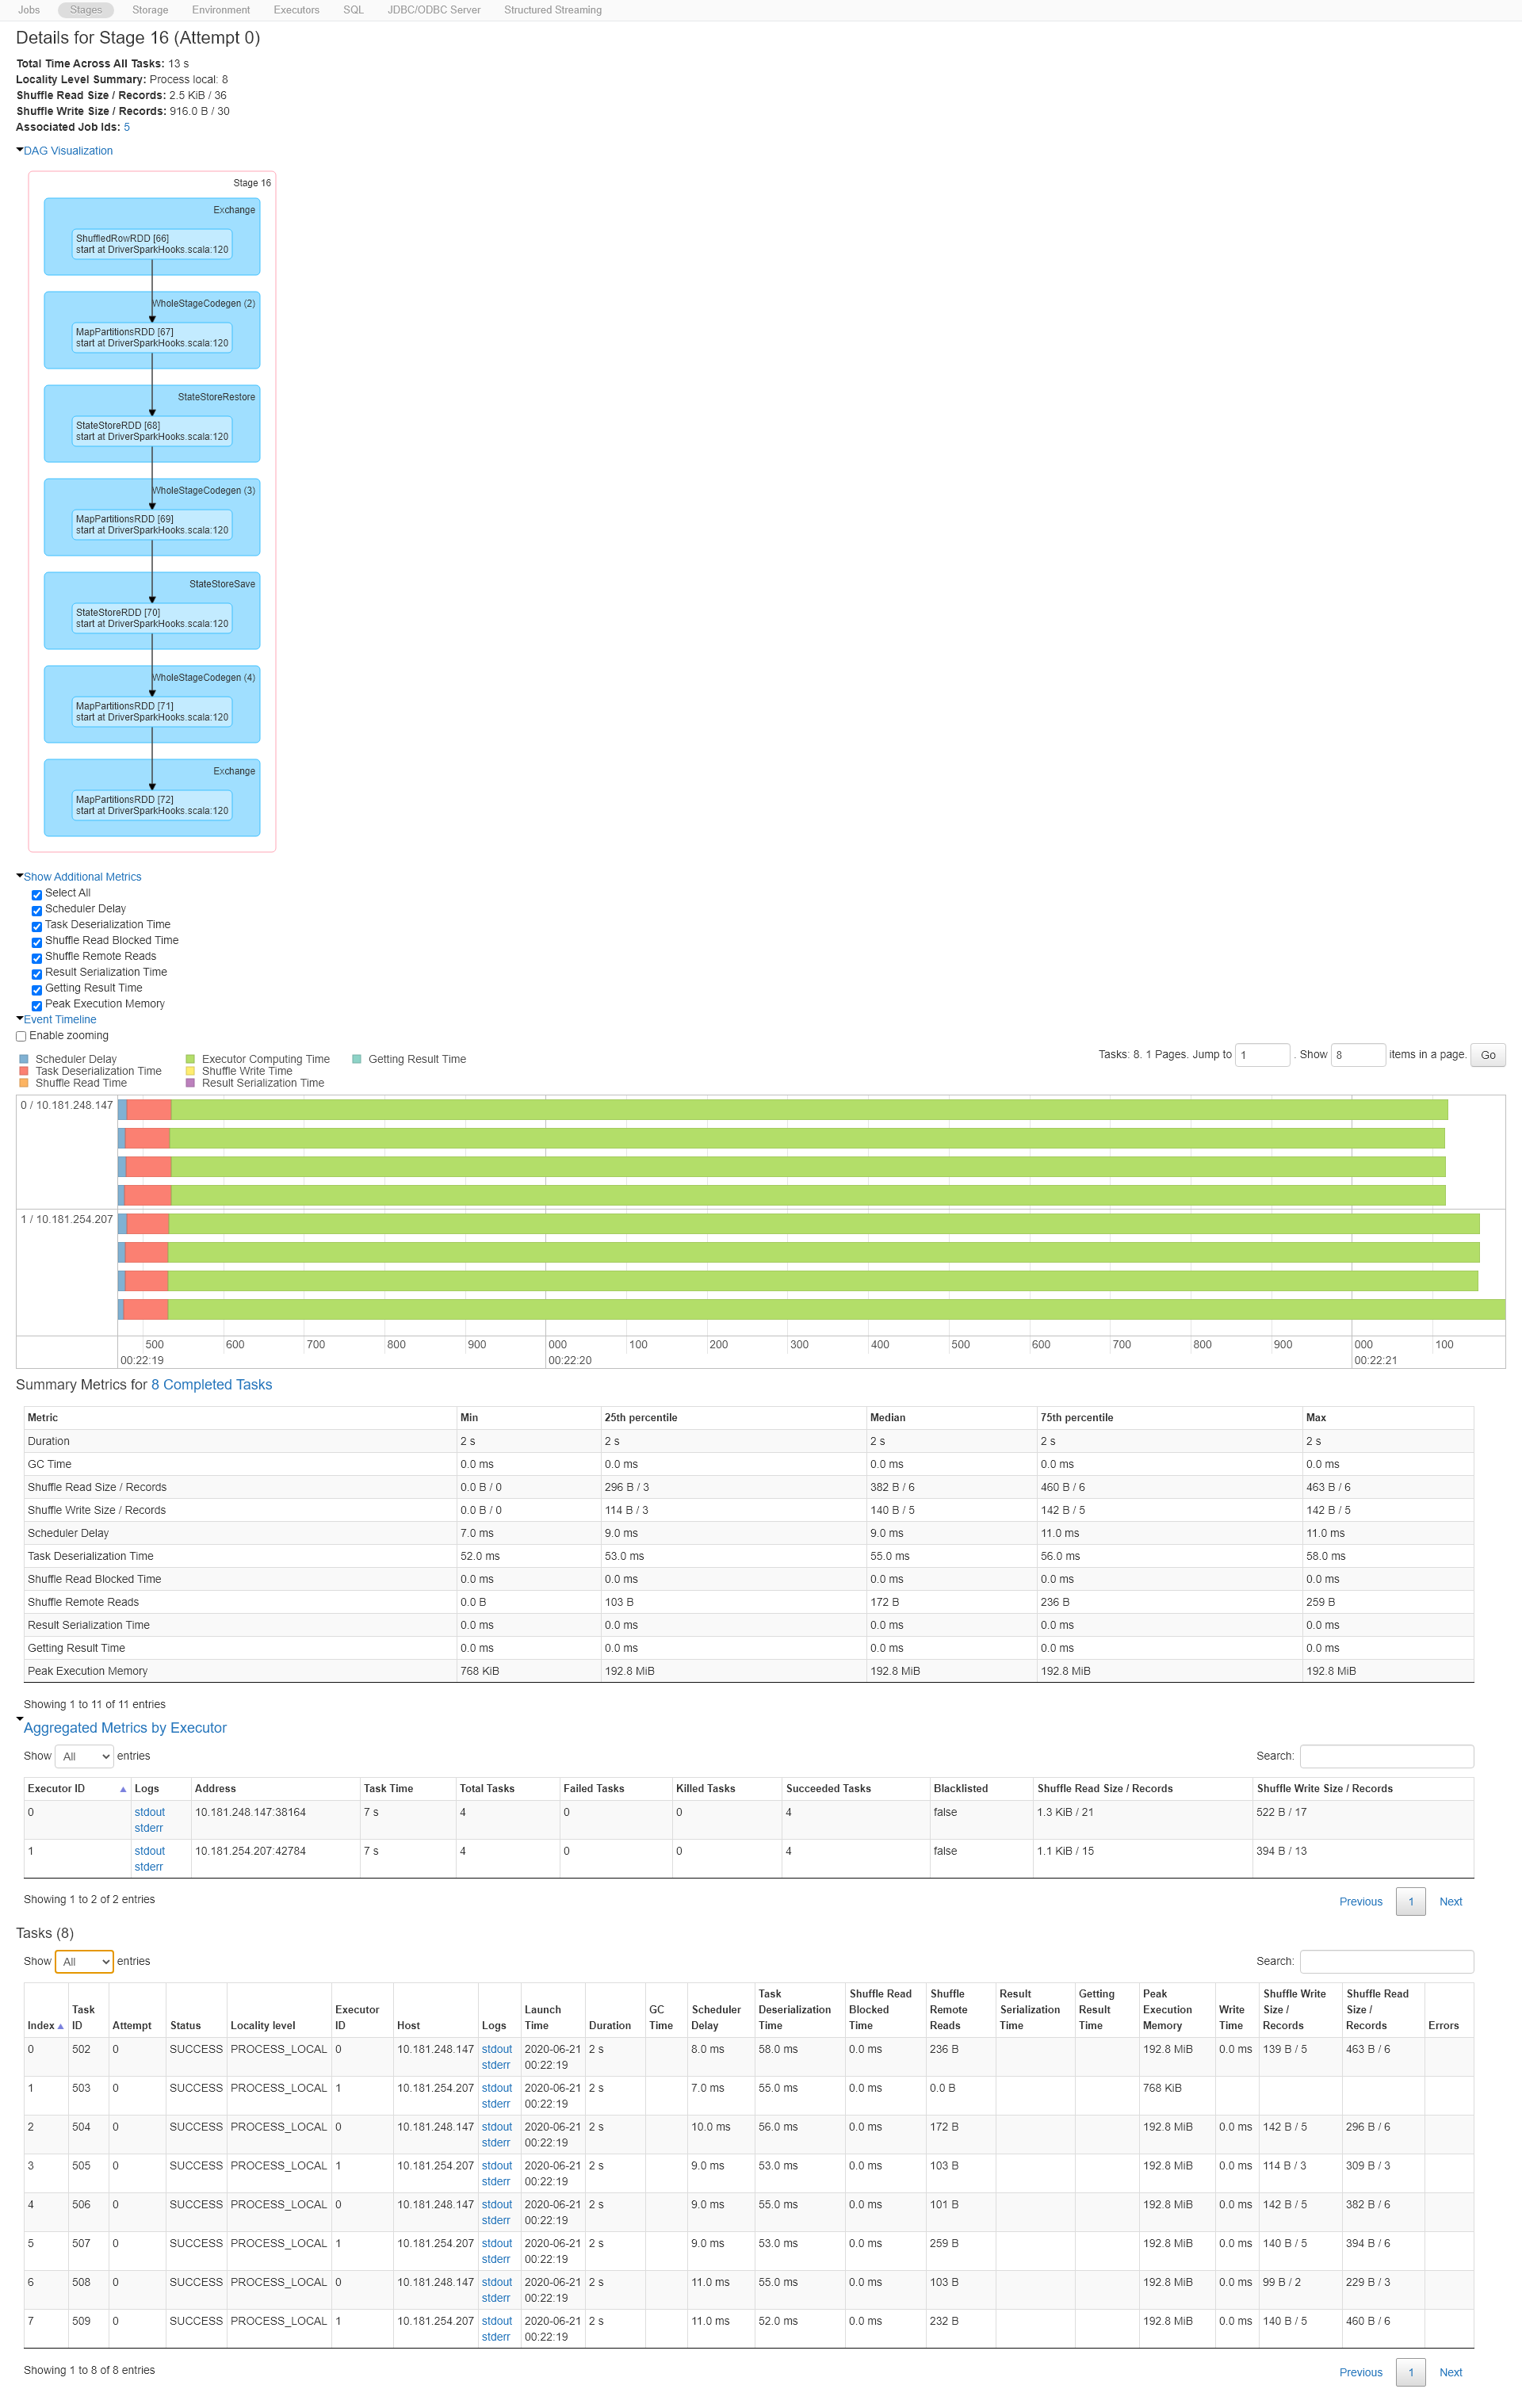 Jobs Stages Storage Environment Executors SQL JDBC/ODBC Server Structured Streaming
Details for Stage 16 (Attempt 0)
Total Time Across All Tasks: 13 s
Locality Level Summary: Process local: 8
Shuffle Read Size / Records: 2.5 KiB / 36
Shuffle Write Size / Records: 916.0 B / 30
Associated Job Ids: 5
DAG Visualization
Stage 16
Exchange
ShuffledRowRDD [66]
start at DriverSparkHooks.scala:120
WholeStageCodegen (2)
MapPartitionsRDD [67]
start at DriverSparkHooks.scala:120
StateStoreRestore
StateStoreRDD [68]
start at DriverSparkHooks.scala:120
WholeStageCodegen (3)
MapPartitionsRDD [69]
start at DriverSparkHooks.scala:120
StateStoreSave
StateStoreRDD [70]
start at DriverSparkHooks.scala:120
WholeStageCodegen (4)
MapPartitionsRDD [71]
start at DriverSparkHooks.scala:120
Exchange
MapPartitionsRDD [72]
start at DriverSparkHooks.scala:120
Show Additional Metrics
Select All
Scheduler Delay
Task Deserialization Time
Shuffle Read Blocked Time
Shuffle Remote Reads
Result Serialization Time
Getting Result Time
Peak Execution Memory
Event Timeline
Enable zooming
Scheduler Delay Executor Computing Time Getting Result Time
Task Deserialization Time Shuffle Write Time
Shuffle Read Time Result Serialization Time
Tasks: 8. 1 Pages. Jump to 1 . Show 8 items in a page. Go
0 / 10.181.248.147
1 / 10.181.254.207
500 600 700 800 900 000 100 200 300 400 500 600 700 800 900 000 100
00:22:19 00:22:20 00:22:21
Summary Metrics for 8 Completed Tasks
Metric Min 25th percentile Median 75th percentile Max
Duration 2 s 2 s 2 s 2 s 2 s
GC Time 0.0 ms 0.0 ms 0.0 ms 0.0 ms 0.0 ms
Shuffle Read Size / Records 0.0 B / 0 296 B / 3 382 B / 6 460 B / 6 463 B / 6
Shuffle Write Size / Records 0.0 B / 0 114 B / 3 140 B / 5 142 B / 5 142 B / 5
Scheduler Delay 7.0 ms 9.0 ms 9.0 ms 11.0 ms 11.0 ms
Task Deserialization Time 52.0 ms 53.0 ms 55.0 ms 56.0 ms 58.0 ms
Shuffle Read Blocked Time 0.0 ms 0.0 ms 0.0 ms 0.0 ms 0.0 ms
Shuffle Remote Reads 0.0 B 103 B 172 B 236 B 259 B
Result Serialization Time 0.0 ms 0.0 ms 0.0 ms 0.0 ms 0.0 ms
Getting Result Time 0.0 ms 0.0 ms 0.0 ms 0.0 ms 0.0 ms
Peak Execution Memory 768 KiB 192.8 MiB 192.8 MiB 192.8 MiB 192.8 MiB
Showing 1 to 11 of 11 entries
Aggregated Metrics by Executor
Show All entries Search:
Executor ID Logs Address Task Time Total Tasks Failed Tasks Killed Tasks Succeeded Tasks Blacklisted Shuffle Read Size / Records Shuffle Write Size / Records
0 stdout 10.181.248.147:38164 7 s 4 0 0 4 false 1.3 KiB / 21 522 B / 17
stderr
1 stdout 10.181.254.207:42784 7 s 4 0 0 4 false 1.1 KiB / 15 394 B / 13
stderr
Showing 1 to 2 of 2 entries Previous 1 Next
Tasks (8)
Show All entries Search:
Task Shuffle Read Shuffle Result Getting Peak Shuffle Write Shuffle Read
Task Executor Launch GC Scheduler Deserialization Blocked Remote Serialization Result Execution Write Size / Size /
Index ID Attempt Status Locality level ID Host Logs Time Duration Time Delay Time Time Reads Time Time Memory Time Records Records Errors
0 502 0 SUCCESS PROCESS_LOCAL 0 10.181.248.147 stdout 2020-06-21 2 s 8.0 ms 58.0 ms 0.0 ms 236 B 192.8 MiB 0.0 ms 139 B / 5 463 B / 6
stderr 00:22:19
1 503 0 SUCCESS PROCESS_LOCAL 1 10.181.254.207 stdout 2020-06-21 2 s 7.0 ms 55.0 ms 0.0 ms 0.0 B 768 KiB
stderr 00:22:19
2 504 0 SUCCESS PROCESS_LOCAL 0 10.181.248.147 stdout 2020-06-21 2 s 10.0 ms 56.0 ms 0.0 ms 172 B 192.8 MiB 0.0 ms 142 B / 5 296 B / 6
stderr 00:22:19
3 505 0 SUCCESS PROCESS_LOCAL 1 10.181.254.207 stdout 2020-06-21 2 s 9.0 ms 53.0 ms 0.0 ms 103 B 192.8 MiB 0.0 ms 114 B / 3 309 B / 3
stderr 00:22:19
4 506 0 SUCCESS PROCESS_LOCAL 0 10.181.248.147 stdout 2020-06-21 2 s 9.0 ms 55.0 ms 0.0 ms 101 B 192.8 MiB 0.0 ms 142 B / 5 382 B / 6
stderr 00:22:19
5 507 0 SUCCESS PROCESS_LOCAL 1 10.181.254.207 stdout 2020-06-21 2 s 9.0 ms 53.0 ms 0.0 ms 259 B 192.8 MiB 0.0 ms 140 B / 5 394 B / 6
stderr 00:22:19
6 508 0 SUCCESS PROCESS_LOCAL 0 10.181.248.147 stdout 2020-06-21 2 s 11.0 ms 55.0 ms 0.0 ms 103 B 192.8 MiB 0.0 ms 99 B / 2 229 B / 3
stderr 00:22:19
7 509 0 SUCCESS PROCESS_LOCAL 1 10.181.254.207 stdout 2020-06-21 2 s 11.0 ms 52.0 ms 0.0 ms 232 B 192.8 MiB 0.0 ms 140 B / 5 460 B / 6
stderr 00:22:19
Showing 1 to 8 of 8 entries Previous 1 Next